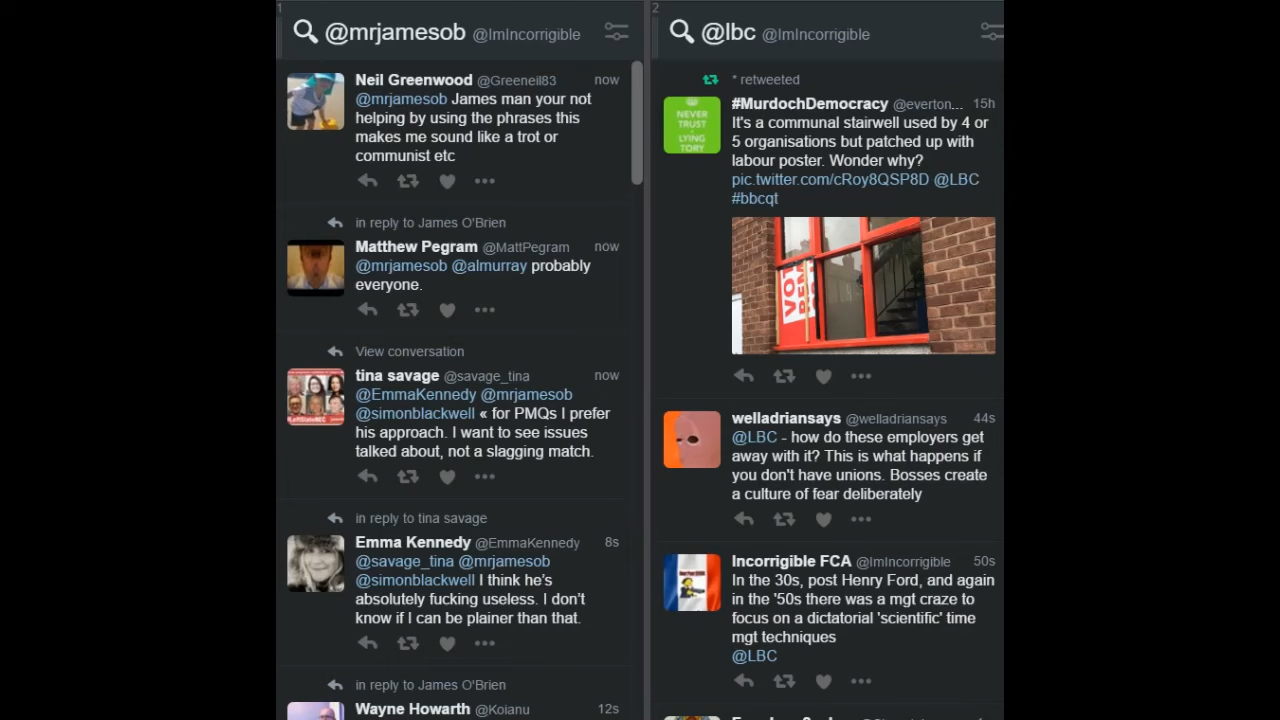 1
@mrjamesob @ImIncorrigible
Neil Greenwood @Greeneil83 now
@mrjamesob James man your not
helping by using the phrases this
makes me sound like a trot or
communist etc
in reply to James O'Brien
Matthew Pegram @MattPegram now
@mrjamesob @almurray probably
everyone.
View conversation
tina savage @savage_tina now
@EmmaKennedy @mrjamesob
@simonblackwell « for PMQs I prefer
his approach. I want to see issues
talked about, not a slagging match.
in reply to tina savage
Emma Kennedy @EmmaKennedy 8s
@savage_tina @mrjamesob
@simonblackwell I think he's
absolutely fucking useless. I don't
know if I can be plainer than that.
in reply to James O'Brien
Wayne Howarth @Koianu 12s
2
@lbc @ImIncorrigible
* retweeted
#MurdochDemocracy @everton... 15h
NEVER
TRUST
LYING
TORY
It's a communal stairwell used by 4 or
5 organisations but patched up with
labour poster. Wonder why?
pic.twitter.com/cRoy8QSP8D @LBC
#bbcqt
welladriansays @welladriansays 44s
@LBC - how do these employers get
away with it? This is what happens if
you don't have unions. Bosses create
a culture of fear deliberately
Incorrigible FCA @ImIncorrigible 50s
In the 30s, post Henry Ford, and again
in the '50s there was a mgt craze to
focus on a dictatorial 'scientific' time
mgt techniques
@LBC